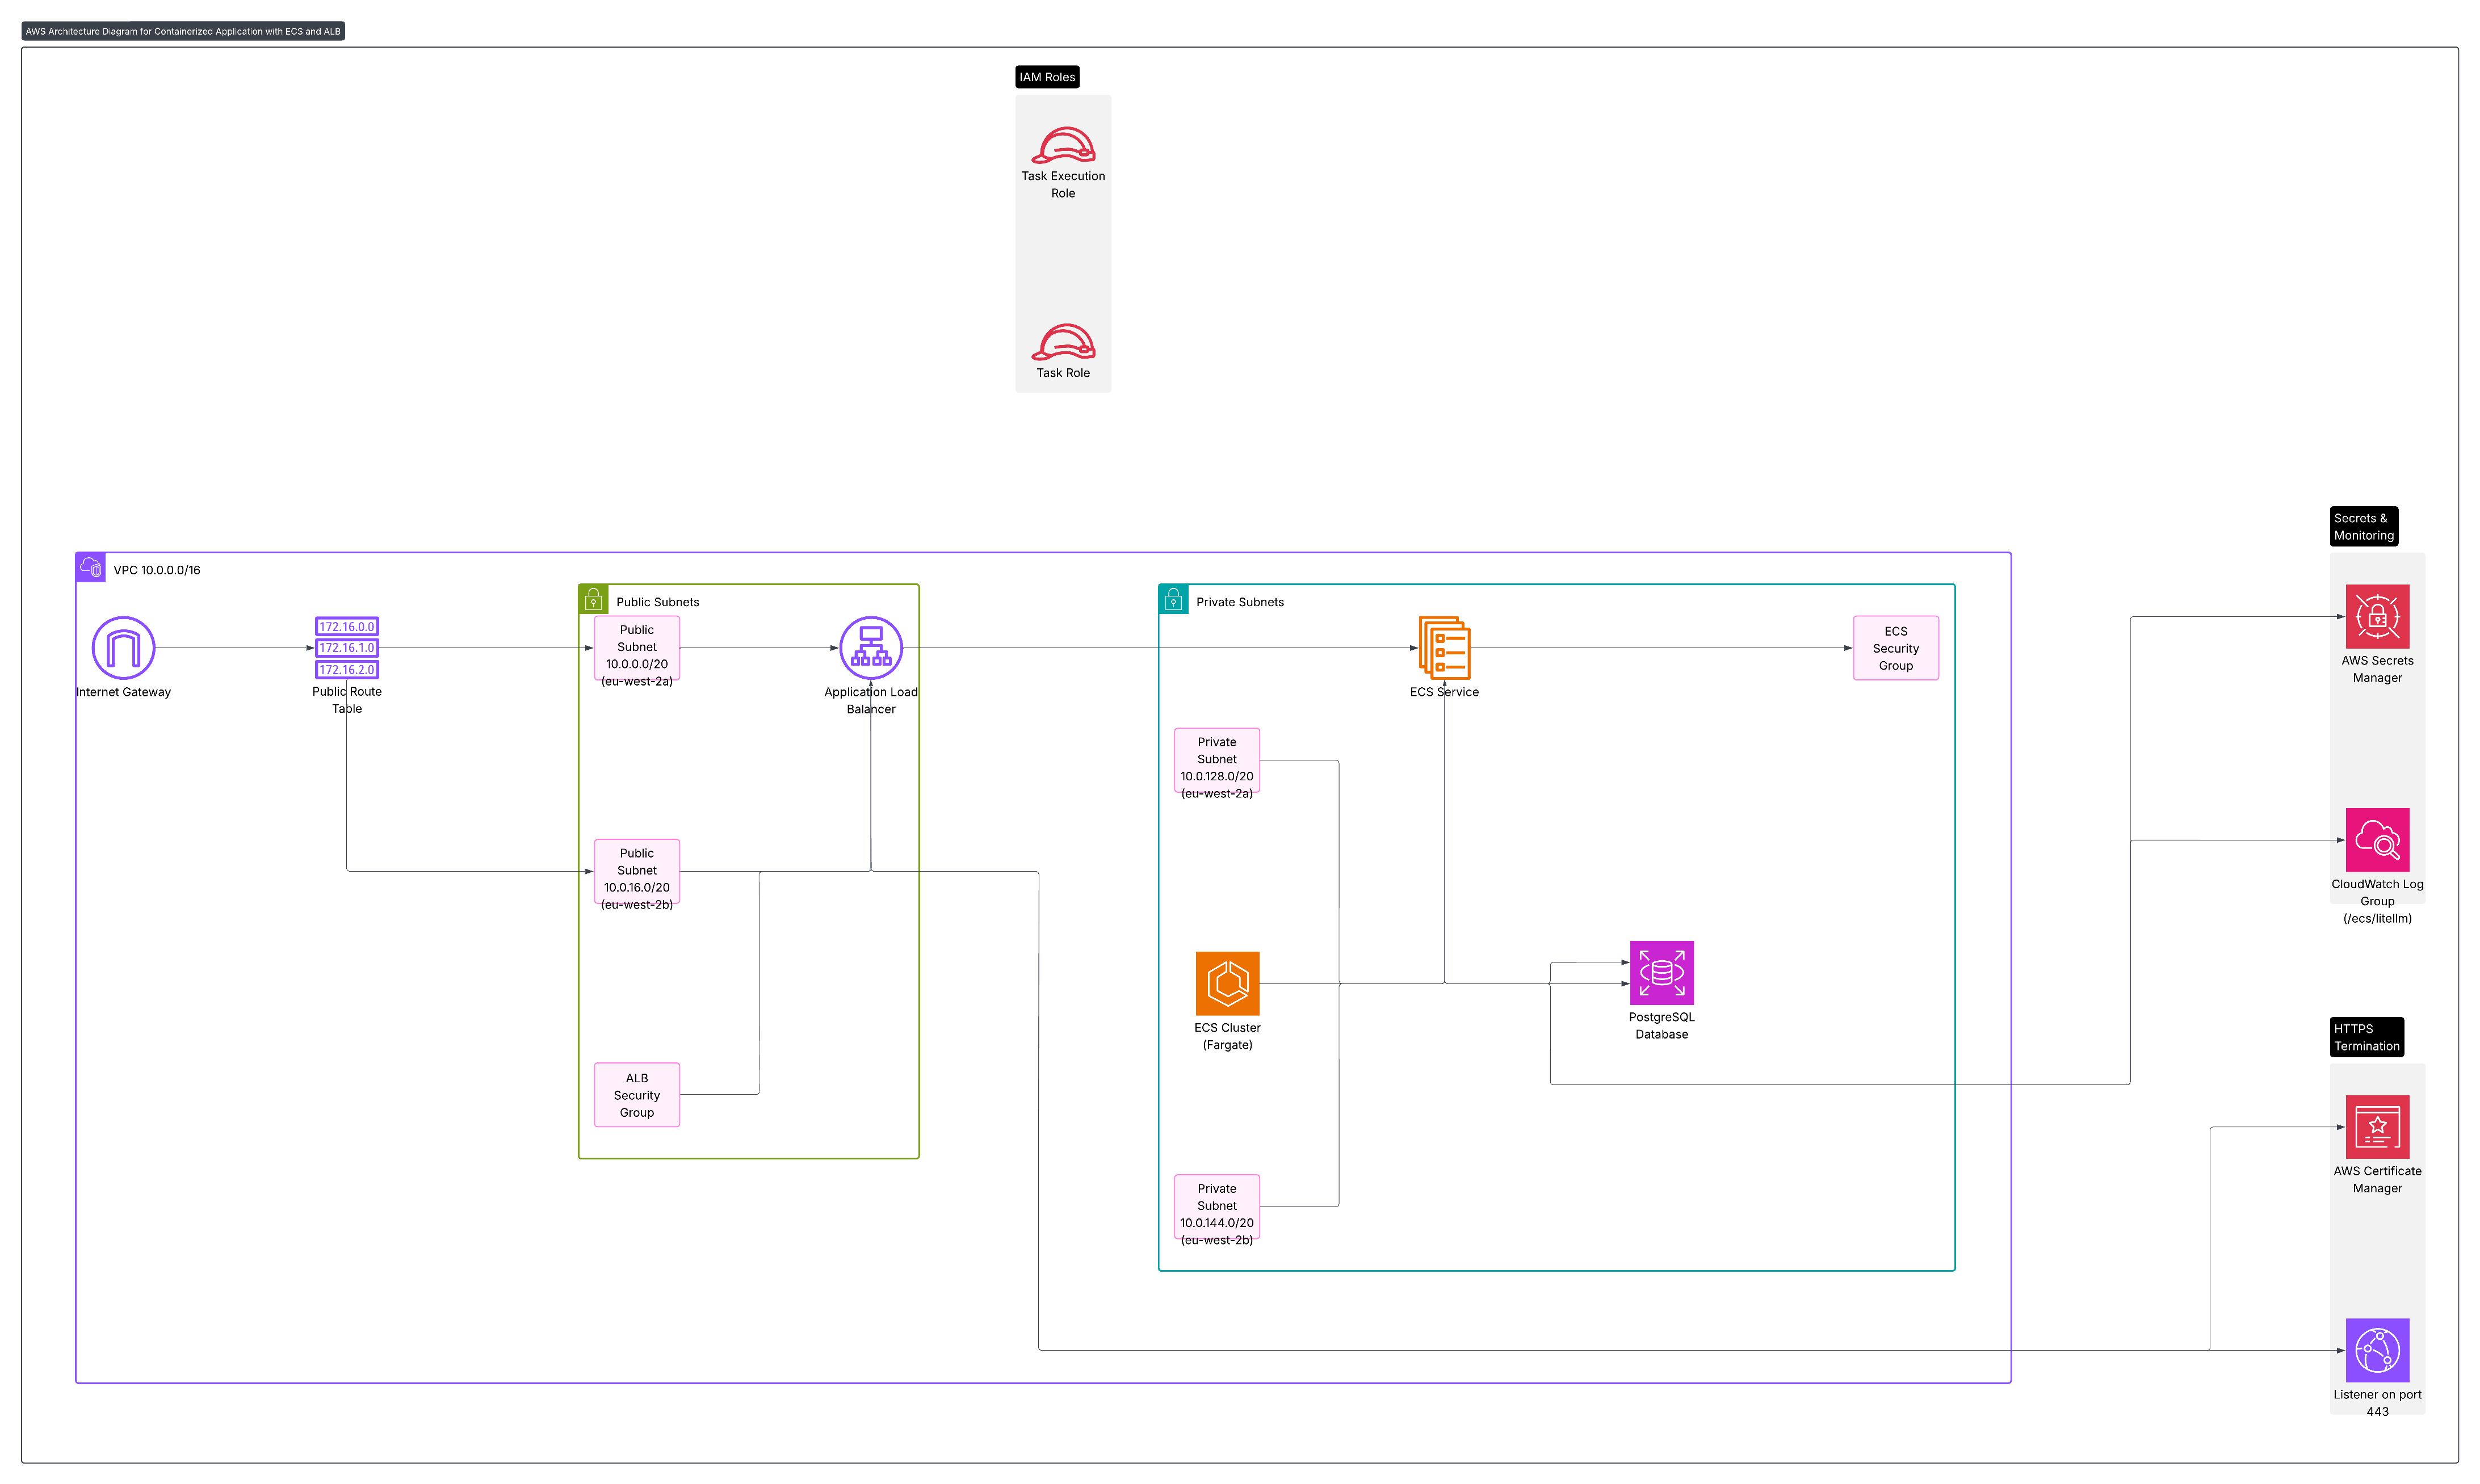 AWS Architecture Diagram for Containerized Application with ECS and ALB
IAM Roles
Task Execution
Role
Task Role
VPC 10.0.0.0/16
Internet Gateway
172.16.0.0
172.16.1.0
172.16.2.0
Public Route
Table
Public Subnets
Public
Subnet
10.0.0.0/20
(eu-west-2a)
Application Load
Balancer
Public
Subnet
10.0.16.0/20
(eu-west-2b)
ALB
Security
Group
Private Subnets
ECS Service
ECS
Security
Group
Private
Subnet
10.0.128.0/20
(eu-west-2a)
ECS Cluster
(Fargate)
PostgreSQL
Database
Private
Subnet
10.0.144.0/20
(eu-west-2b)
Secrets &
Monitoring
AWS Secrets
Manager
CloudWatch Log
Group
(/ecs/litellm)
HTTPS
Termination
AWS Certificate
Manager
Listener on port
443